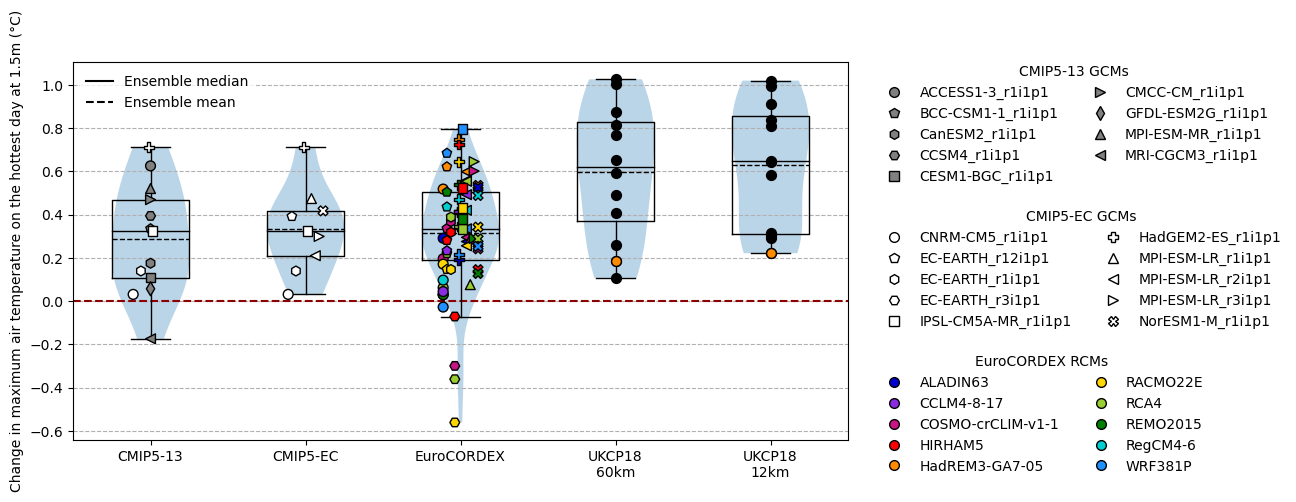 Change in maximum air temperature on the hottest day at 1.5m (°C)
1.0
0.8
0.6
0.4
0.2
0.0
−0.2
−0.4
−0.6
Ensemble median
Ensemble mean
CMIP5-13
CMIP5-EC
EuroCORDEX
UKCP18
60km
UKCP18
12km
CMIP5-13 GCMs
ACCESS1-3_r1i1p1
BCC-CSM1-1_r1i1p1
CanESM2_r1i1p1
CCSM4_r1i1p1
CESM1-BGC_r1i1p1
CMCC-CM_r1i1p1
GFDL-ESM2G_r1i1p1
MPI-ESM-MR_r1i1p1
MRI-CGCM3_r1i1p1
CMIP5-EC GCMs
CNRM-CM5_r1i1p1
EC-EARTH_r12i1p1
EC-EARTH_r1i1p1
EC-EARTH_r3i1p1
IPSL-CM5A-MR_r1i1p1
HadGEM2-ES_r1i1p1
MPI-ESM-LR_r1i1p1
MPI-ESM-LR_r2i1p1
MPI-ESM-LR_r3i1p1
NorESM1-M_r1i1p1
EuroCORDEX RCMs
ALADIN63
CCLM4-8-17
COSMO-crCLIM-v1-1
HIRHAM5
HadREM3-GA7-05
RACMO22E
RCA4
REMO2015
RegCM4-6
WRF381P